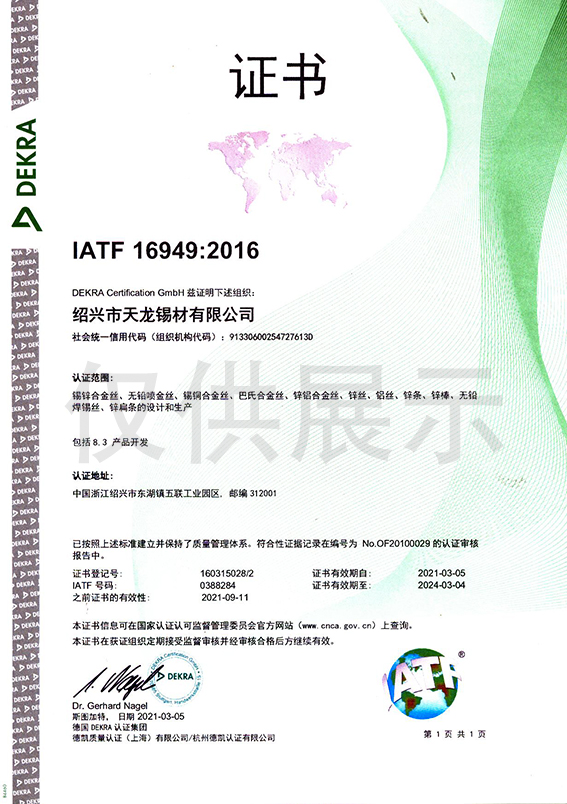 DEKRA
证书
IATF 16949:2016
DEKRA Certification GmbH 兹证明下述组织：
绍兴市天龙锡材有限公司
社会统一信用代码（组织机构代码）：91330600254727613D
认证范围：
锡锌合金丝、无铅喷金丝、锡铜合金丝、巴氏合金丝、锌铝合金丝、锌丝、铝丝、锌条、锌棒、无铅
焊锡丝、锌扁条的设计和生产
仅供展示
包括 8.3 产品开发
认证地址：
中国浙江绍兴市东湖镇五联工业园区，邮编 312001
已按照上述标准建立并保持了质量管理体系。符合性证据记录在编号为 No.OF20100029 的认证审核
报告中。
证书登记号： 160315028/2 证书有效期自： 2021-03-05
IATF 号码： 0388284 证书有效期至： 2024-03-04
之前证书的有效性： 2021-09-11
本证书信息可在国家认证认可监督管理委员会官方网站（www.cnca.gov.cn）上查询。
本证书在获证组织定期接受监督审核并经审核合格后方继续有效。
DEKRA Certification GmbH
DEKRA
IATF ®
Dr. Gerhard Nagel
斯图加特， 日期 2021-03-05
德国 DEKRA 认证集团
德凯质量认证（上海）有限公司/杭州德凯认证有限公司
第 1 页 共 1 页